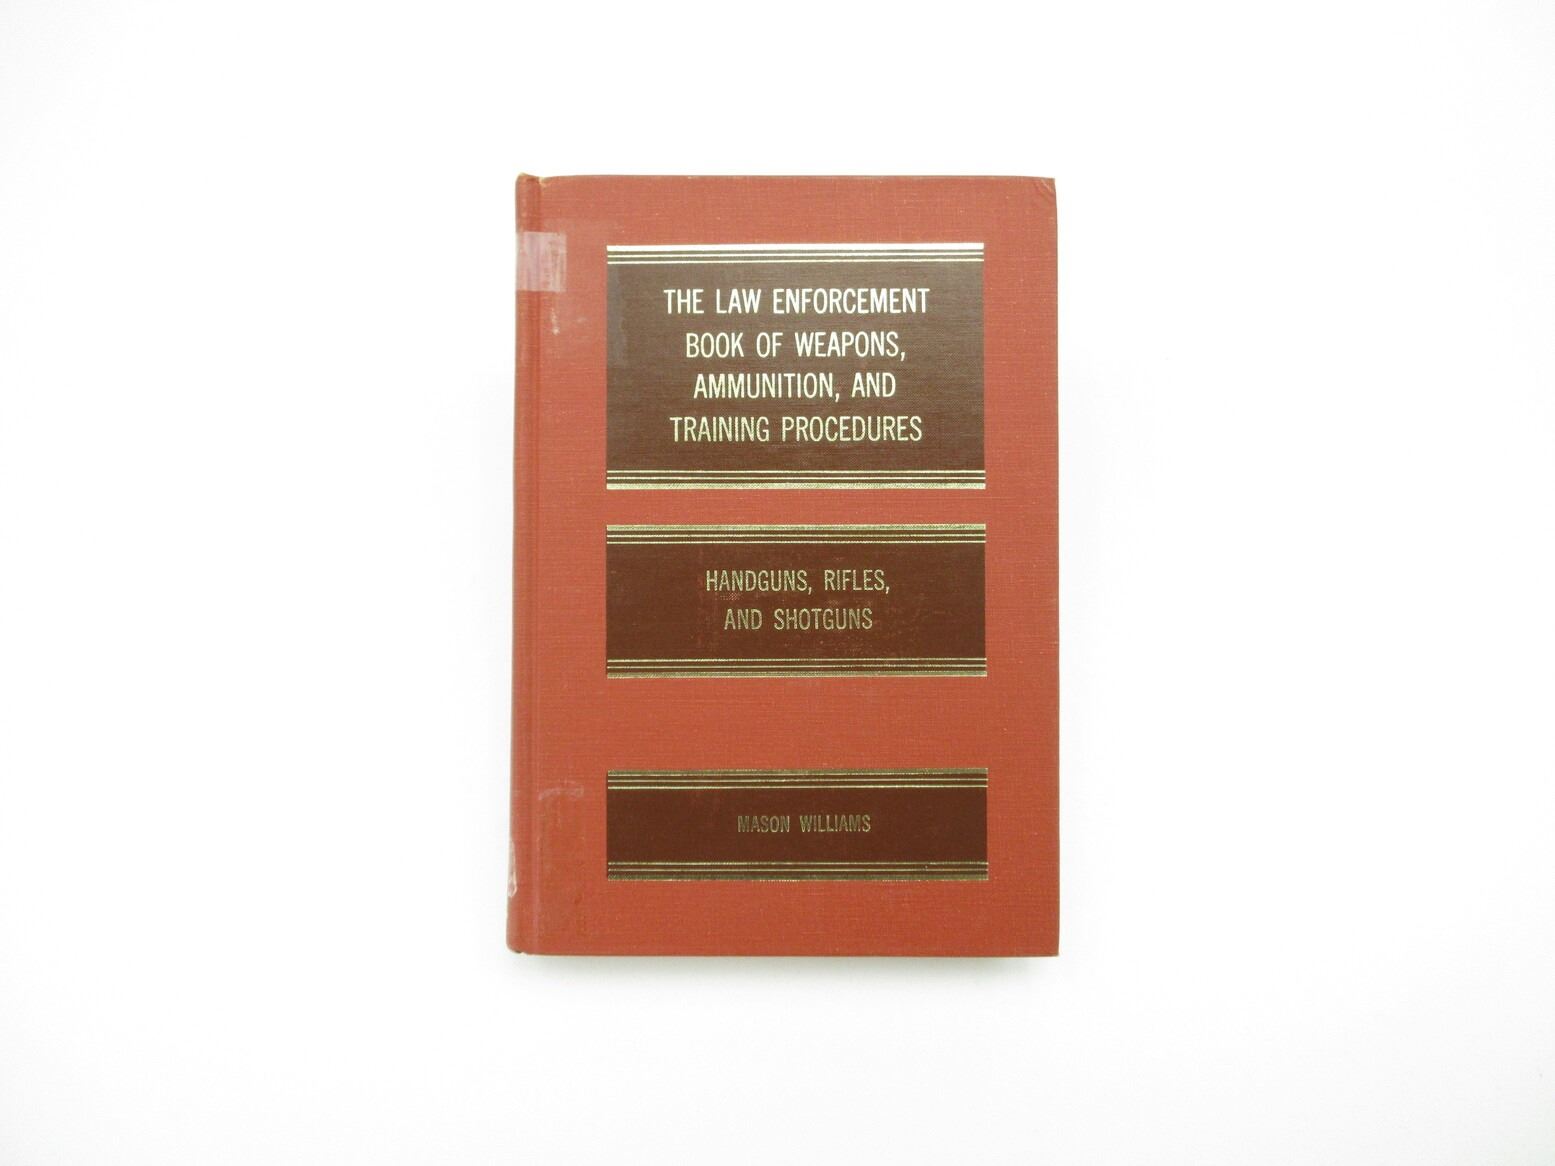 THE LAW ENFORCEMENT
BOOK OF WEAPONS,
AMMUNITION, AND
TRAINING PROCEDURES
HANDGUNS, RIFLES,
AND SHOTGUNS
MASON WILLIAMS